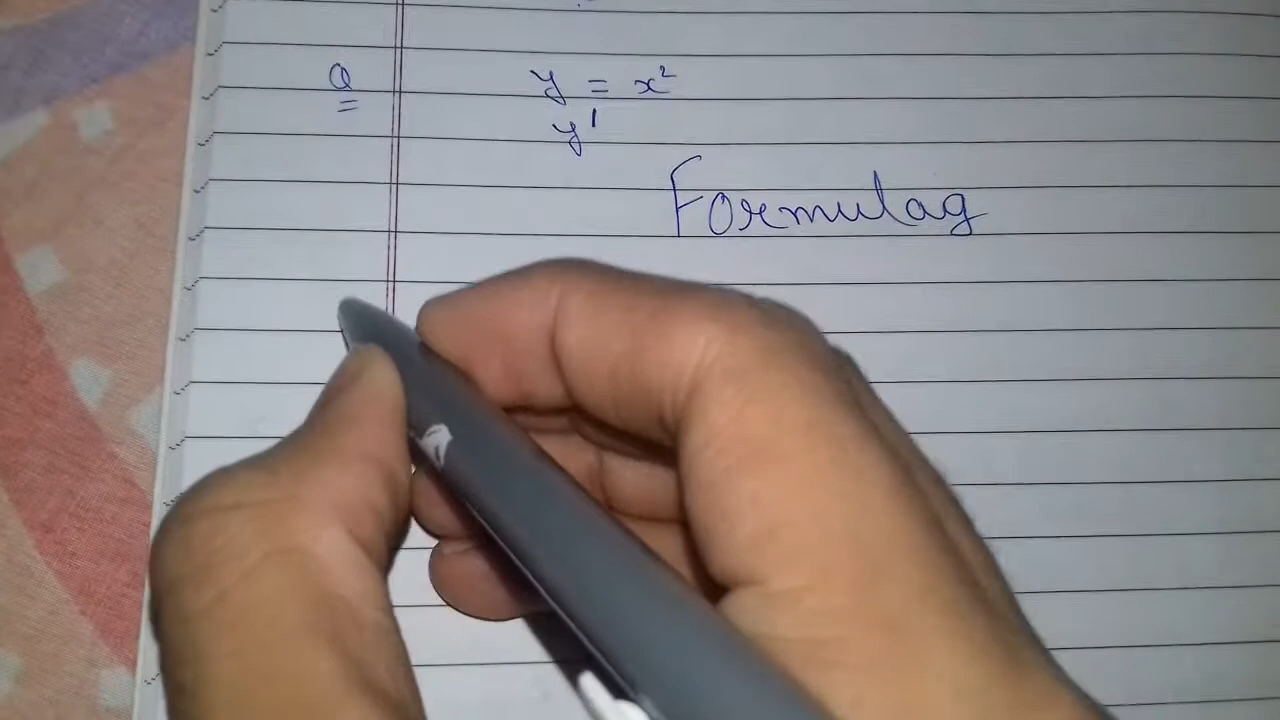 Q y = x²
y'
Formulag